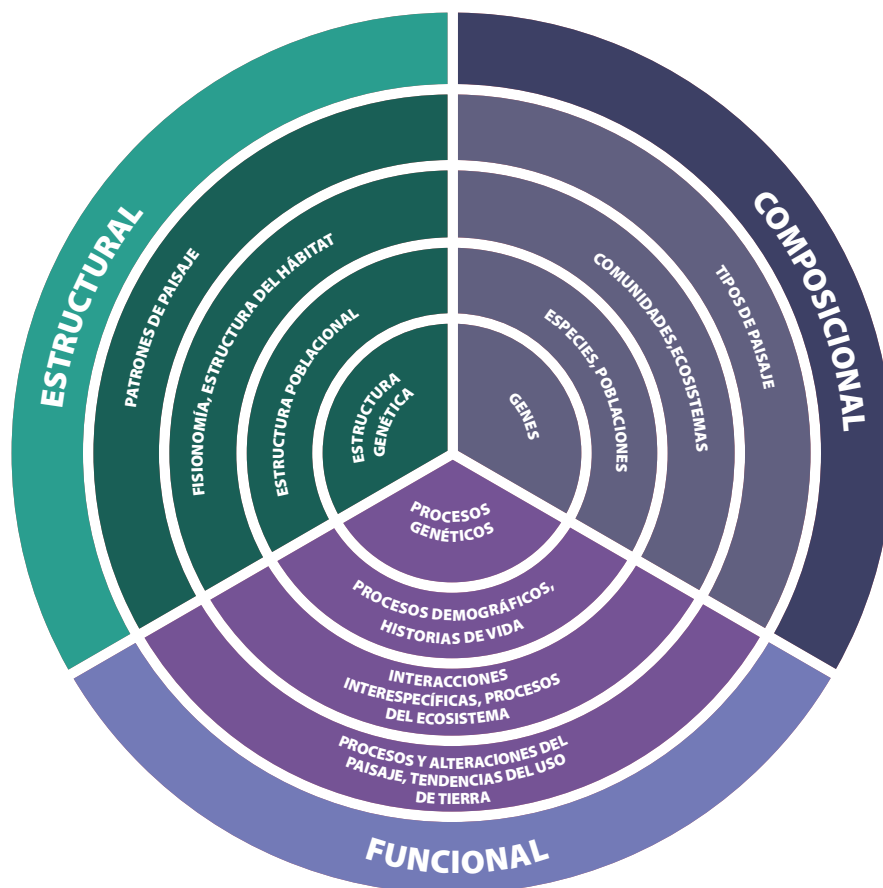 ESTRUCTURAL
PATRONES DE PAISAJE
FISIONOMÍA, ESTRUCTURA DEL HÁBITAT
ESTRUCTURA POBLACIONAL
ESTRUCTURA
GENÉTICA
COMPOSICIONAL
TIPOS DE PAISAJE
COMUNIDADES,ECOSISTEMAS
ESPECIES, POBLACIONES
GENES
PROCESOS
GENÉTICOS
PROCESOS DEMOGRÁFICOS,
HISTORIAS DE VIDA
INTERACCIONES
INTERESPECÍFICAS, PROCESOS
DEL ECOSISTEMA
PROCESOS Y ALTERACIONES DEL
PAISAJE, TENDENCIAS DEL USO
DE TIERRA
FUNCIONAL